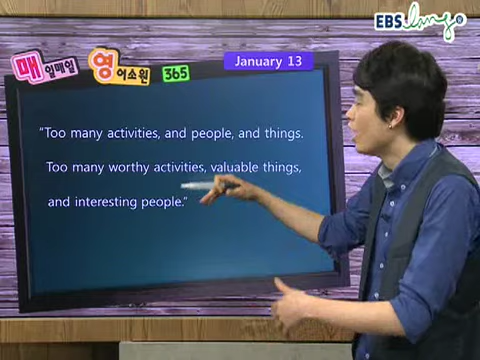 EBSlang
매일매일 영어소원 365
January 13
"Too many activities, and people, and things.
Too many worthy activities, valuable things,
and interesting people."